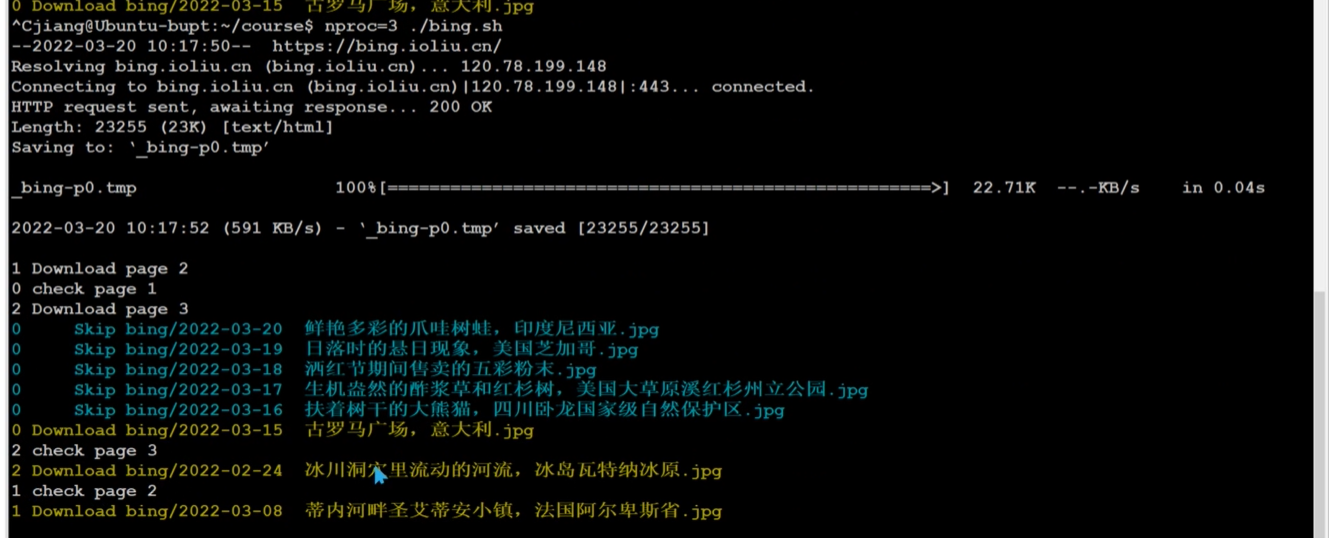 0 Download bing/2022-03-15  古罗马广场，意大利.jpg
^Cjiang@Ubuntu-bupt:~/course$ nproc=3 ./bing.sh
--2022-03-20 10:17:50--  https://bing.ioliu.cn/
Resolving bing.ioliu.cn (bing.ioliu.cn)... 120.78.199.148
Connecting to bing.ioliu.cn (bing.ioliu.cn)|120.78.199.148|:443... connected.
HTTP request sent, awaiting response... 200 OK
Length: 23255 (23K) [text/html]
Saving to: ‘_bing-p0.tmp’
_bing-p0.tmp                   100%[====================================================>]  22.71K  --.-KB/s    in 0.04s
2022-03-20 10:17:52 (591 KB/s) - ‘_bing-p0.tmp’ saved [23255/23255]
1 Download page 2
0 check page 1
2 Download page 3
0     Skip bing/2022-03-20  鲜艳多彩的爪哇树蛙，印度尼西亚.jpg
0     Skip bing/2022-03-19  日落时的悬日现象，美国芝加哥.jpg
0     Skip bing/2022-03-18  洒红节期间售卖的五彩粉末.jpg
0     Skip bing/2022-03-17  生机盎然的酢浆草和红杉树，美国大草原溪红杉州立公园.jpg
0     Skip bing/2022-03-16  扶着树干的大熊猫，四川卧龙国家级自然保护区.jpg
0 Download bing/2022-03-15  古罗马广场，意大利.jpg
2 check page 3
2 Download bing/2022-02-24  冰川洞穴里流动的河流，冰岛瓦特纳冰原.jpg
1 check page 2
1 Download bing/2022-03-08  蒂内河畔圣艾蒂安小镇，法国阿尔卑斯省.jpg